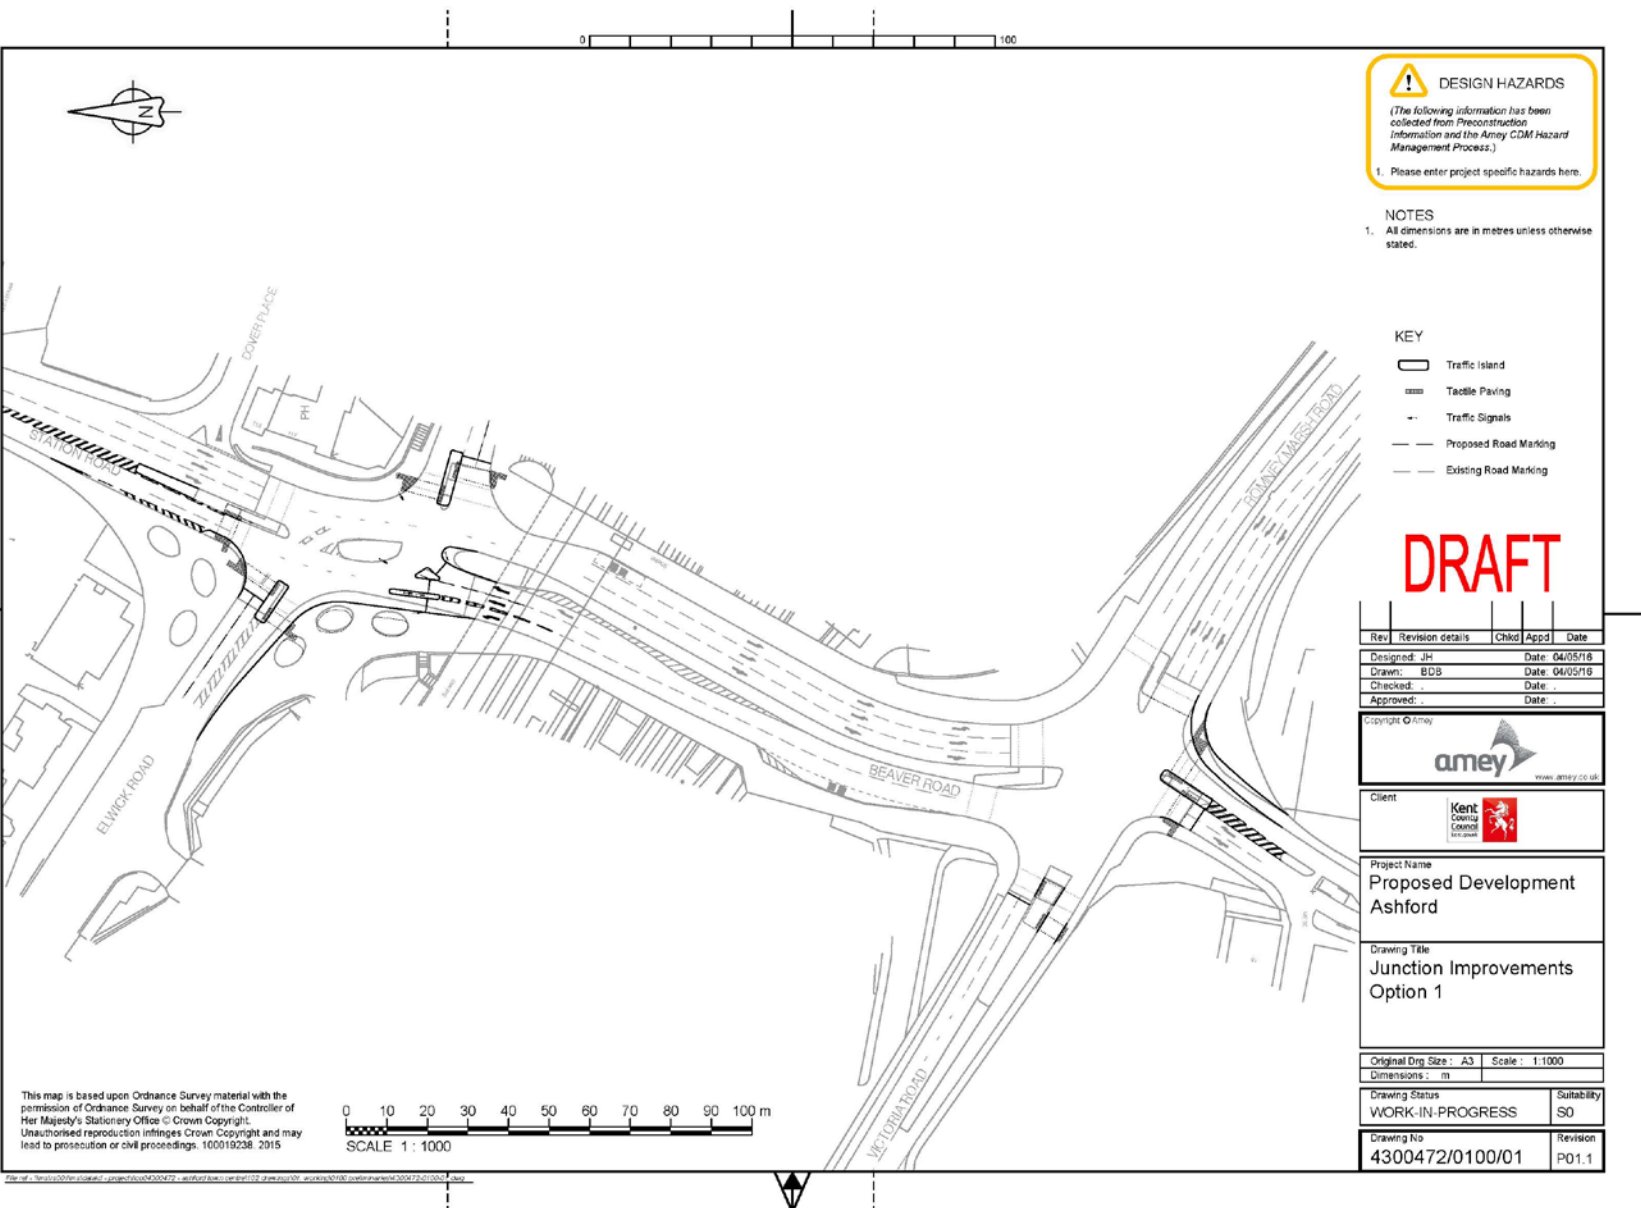 0
100
N
DESIGN HAZARDS
(The following information has been
collected from Preconstruction
Information and the Amey CDM Hazard
Management Process.)
1. Please enter project specific hazards here.
NOTES
1. All dimensions are in metres unless otherwise
stated.
KEY
Traffic Island
Tactile Paving
Traffic Signals
Proposed Road Marking
Existing Road Marking
DRAFT
DOVER PLACE
PH
STATION ROAD
ROMNEY MARSH ROAD
BEAVER ROAD
ELWICK ROAD
VICTORIA ROAD
Rev Revision details Chkd Appd Date
Designed: JH Date: 04/05/16
Drawn: BDB Date: 04/05/16
Checked: . Date: .
Approved: . Date: .
Copyright © Amey
amey
www.amey.co.uk
Client
Kent
County
Council
kent.gov.uk
Project Name
Proposed Development
Ashford
Drawing Title
Junction Improvements
Option 1
Original Drg Size : A3 Scale : 1:1000
Dimensions : m
Drawing Status
WORK-IN-PROGRESS
Suitability
S0
Drawing No
4300472/0100/01
Revision
P01.1
This map is based upon Ordnance Survey material with the
permission of Ordnance Survey on behalf of the Controller of
Her Majesty's Stationery Office © Crown Copyright.
Unauthorised reproduction infringes Crown Copyright and may
lead to prosecution or civil proceedings. 100019238. 2015
0 10 20 30 40 50 60 70 80 90 100 m
SCALE 1 : 1000